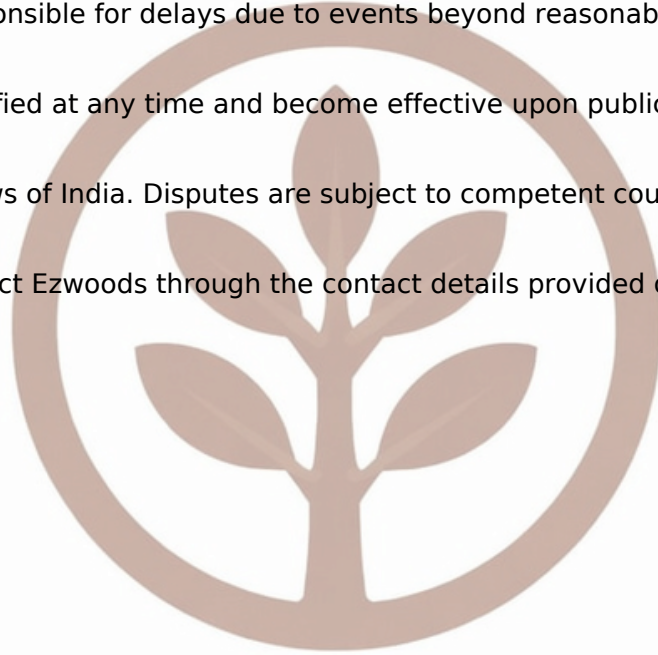 onsible for delays due to events beyond reasonab
fied at any time and become effective upon public
vs of India. Disputes are subject to competent cou
ct Ezwoods through the contact details provided